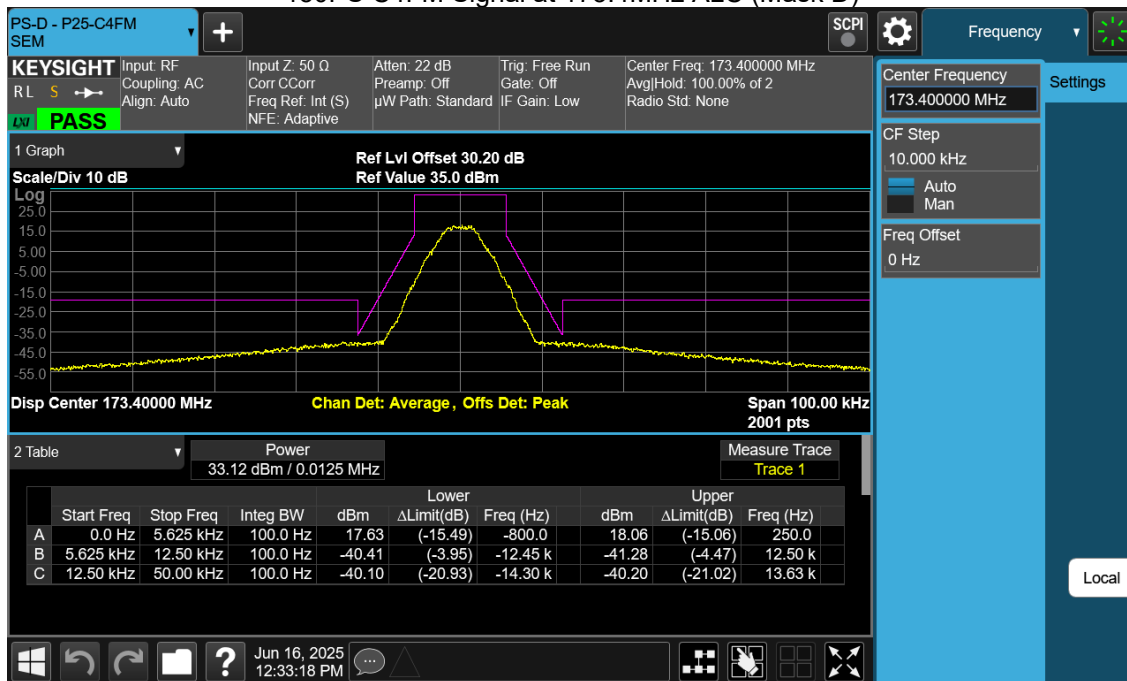 PS-D - P25-C4FM
SEM
SCPI
Frequency
KEYSIGHT
RL S
LXI PASS
Input: RF
Coupling: AC
Align: Auto
Input Z: 50 Ω
Corr CCorr
Freq Ref: Int (S)
NFE: Adaptive
Atten: 22 dB
Preamp: Off
µW Path: Standard
Trig: Free Run
Gate: Off
IF Gain: Low
Center Freq: 173.400000 MHz
Avg|Hold: 100.00% of 2
Radio Std: None
Center Frequency
173.400000 MHz
Settings
CF Step
10.000 kHz
Auto
Man
Freq Offset
0 Hz
Local
1 Graph
Scale/Div 10 dB
Ref Lvl Offset 30.20 dB
Ref Value 35.0 dBm
Log
25.0
15.0
5.00
-5.00
-15.0
-25.0
-35.0
-45.0
-55.0
Disp Center 173.40000 MHz
Chan Det: Average, Offs Det: Peak
Span 100.00 kHz
2001 pts
2 Table
Power
33.12 dBm / 0.0125 MHz
Measure Trace
Trace 1
Lower Upper
Start Freq Stop Freq Integ BW dBm ΔLimit(dB) Freq (Hz) dBm ΔLimit(dB) Freq (Hz)
A 0.0 Hz 5.625 kHz 100.0 Hz 17.63 (-15.49) -800.0 18.06 (-15.06) 250.0
B 5.625 kHz 12.50 kHz 100.0 Hz -40.41 (-3.95) -12.45 k -41.28 (-4.47) 12.50 k
C 12.50 kHz 50.00 kHz 100.0 Hz -40.10 (-20.93) -14.30 k -40.20 (-21.02) 13.63 k
?
Jun 16, 2025
12:33:18 PM